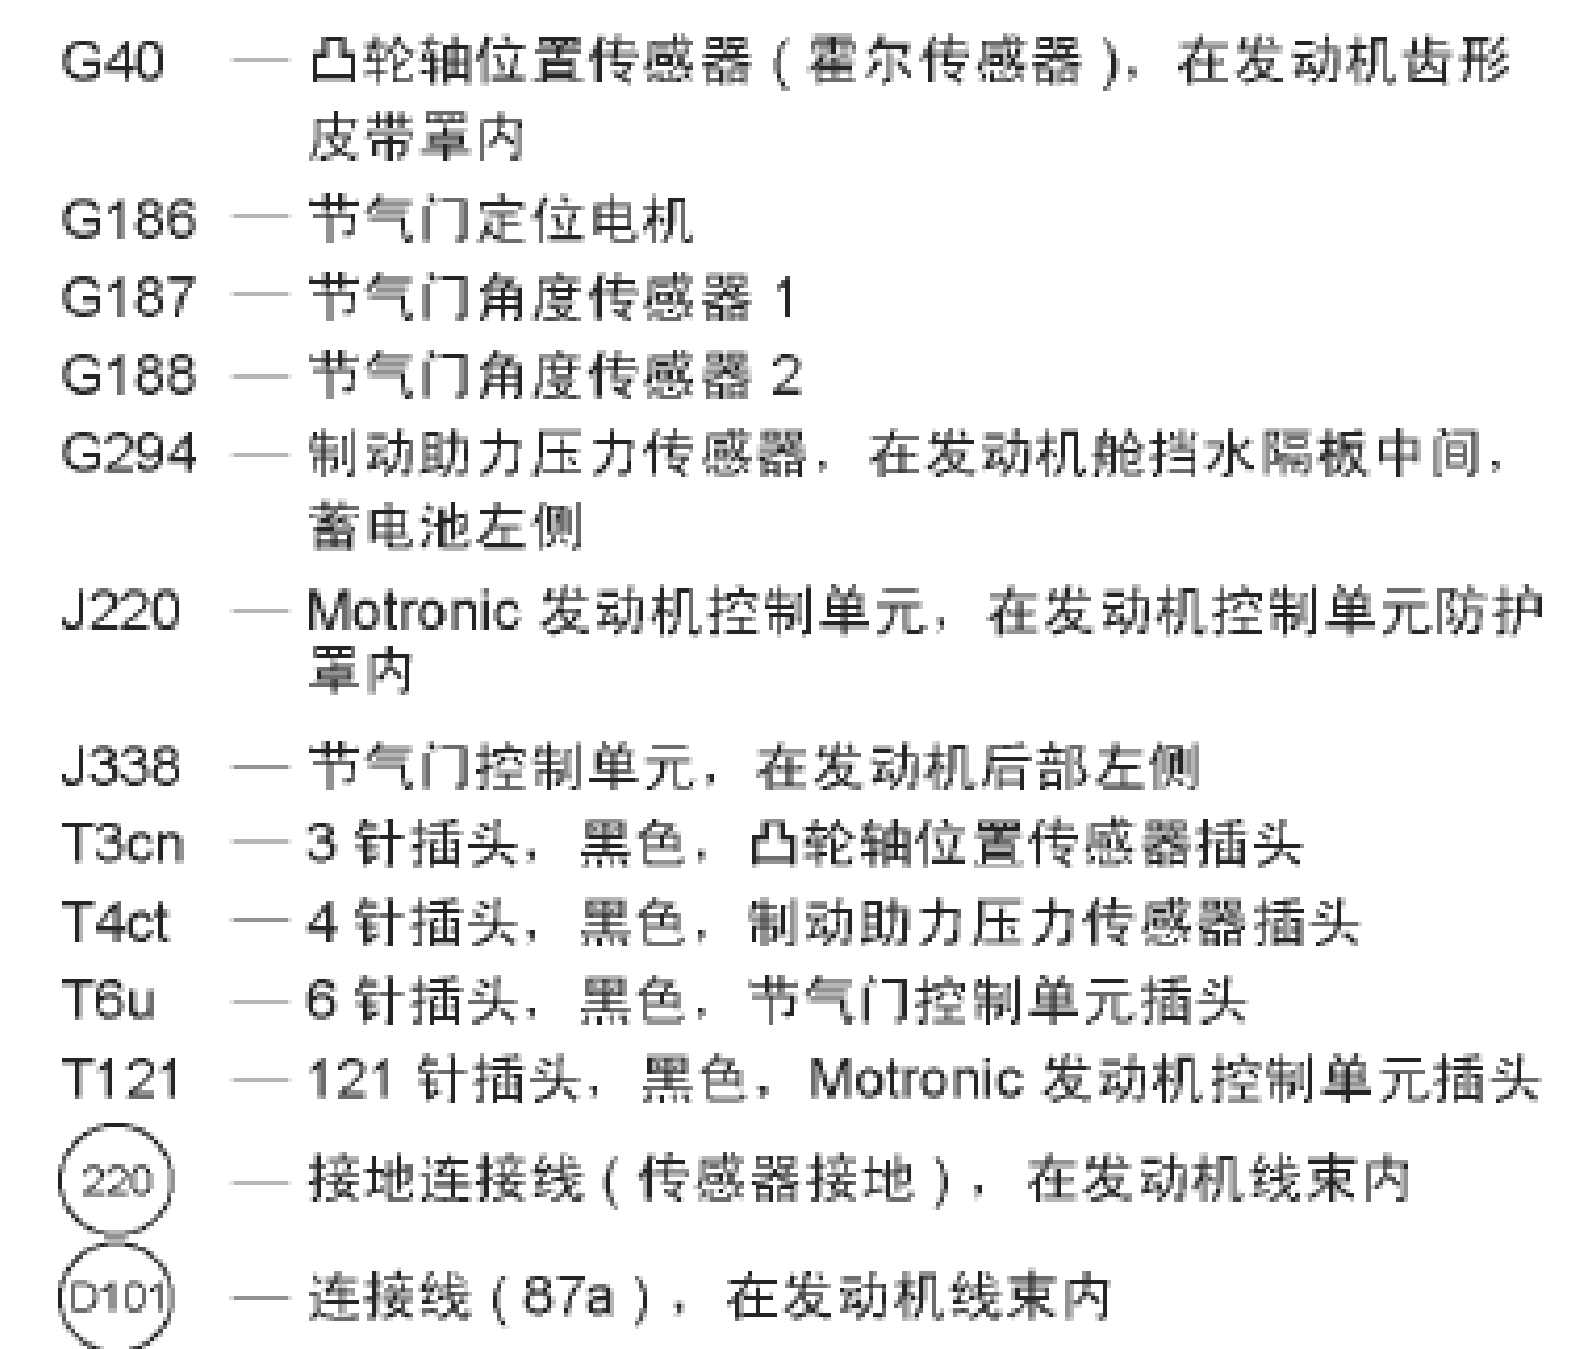 G40 — 凸轮轴位置传感器 ( 霍尔传感器 )，在发动机齿形
皮带罩内
G186 — 节气门定位电机
G187 — 节气门角度传感器 1
G188 — 节气门角度传感器 2
G294 — 制动助力压力传感器，在发动机舱挡水隔板中间，
蓄电池左侧
J220 — Motronic 发动机控制单元，在发动机控制单元防护
罩内
J338 — 节气门控制单元，在发动机后部左侧
T3cn — 3 针插头，黑色，凸轮轴位置传感器插头
T4ct — 4 针插头，黑色，制动助力压力传感器插头
T6u — 6 针插头，黑色，节气门控制单元插头
T121 — 121 针插头，黑色，Motronic 发动机控制单元插头
220 — 接地连接线 ( 传感器接地 )，在发动机线束内
D101 — 连接线 ( 87a )，在发动机线束内